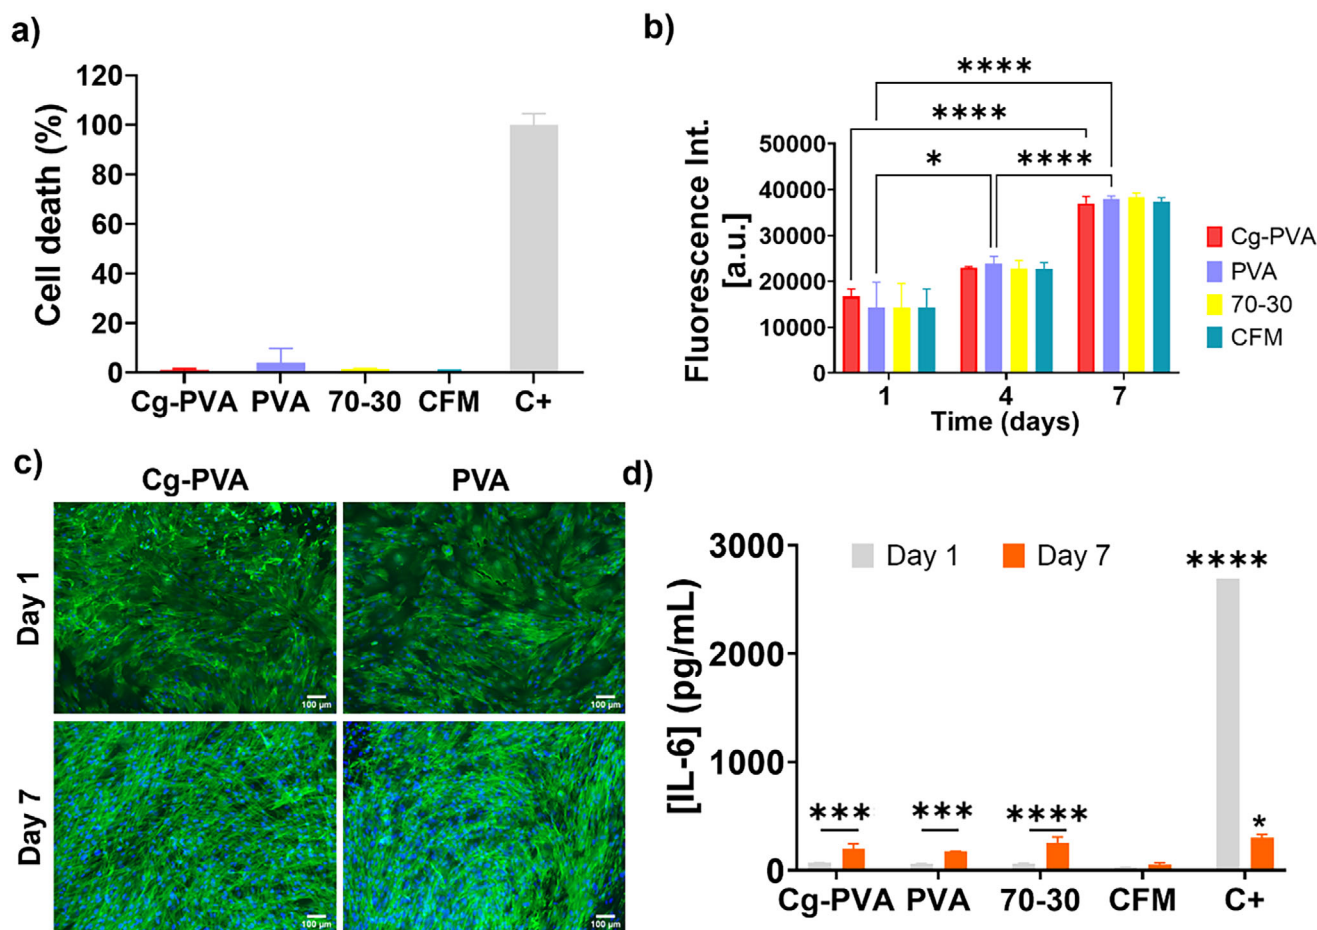 a)
Cell death (%)
120
100
80
60
40
20
0
Cg-PVA PVA 70-30 CFM C+
b)
****
****
* ****
Fluorescence Int.
[a.u.]
50000
40000
30000
20000
10000
0
1 4 7
Time (days)
Cg-PVA
PVA
70-30
CFM
c)
Cg-PVA PVA
Day 1
100 µm 100 µm
Day 7
100 µm 100 µm
d)
[IL-6] (pg/mL)
3000
2000
1000
0
Day 1 Day 7
****
*** *** **** *
Cg-PVA PVA 70-30 CFM C+